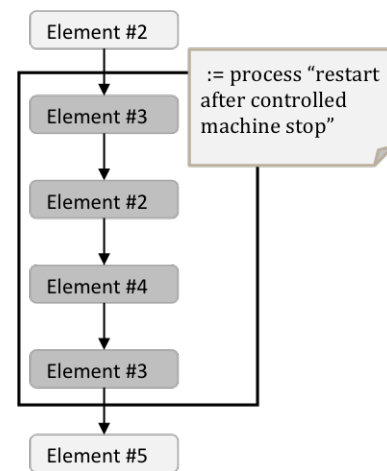 Element #2
:= process “restart
after controlled
machine stop”
Element #3
Element #2
Element #4
Element #3
Element #5